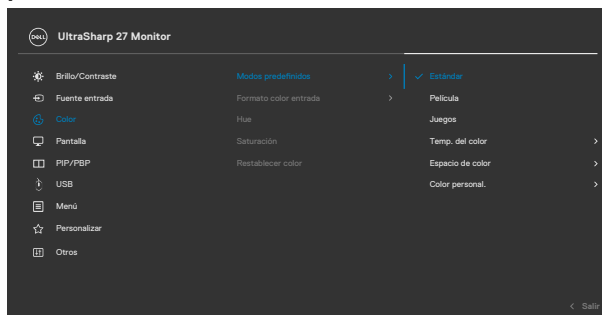 DELL UltraSharp 27 Monitor
Brillo/Contraste Modos predefinidos > ✓ Estándar
Fuente entrada Formato color entrada > Película
Color Hue Juegos
Pantalla Saturación Temp. del color >
PIP/PBP Restablecer color Espacio de color >
USB Color personal. >
Menú
Personalizar
Otros
< Salir